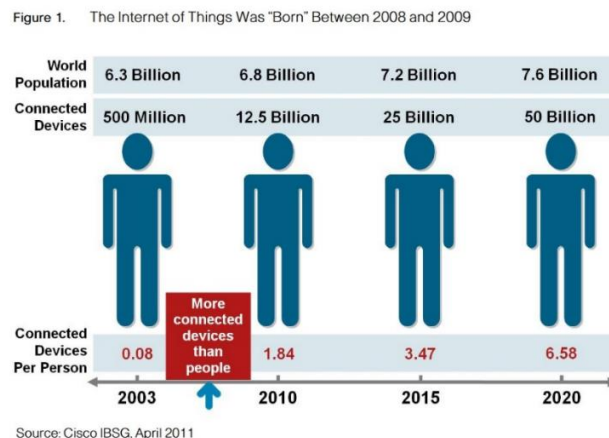 Figure 1. The Internet of Things Was "Born" Between 2008 and 2009
World
Population
6.3 Billion 6.8 Billion 7.2 Billion 7.6 Billion
Connected
Devices
500 Million 12.5 Billion 25 Billion 50 Billion
More
connected
devices
than
people
Connected
Devices
Per Person
0.08 1.84 3.47 6.58
2003 2010 2015 2020
Source: Cisco IBSG, April 2011